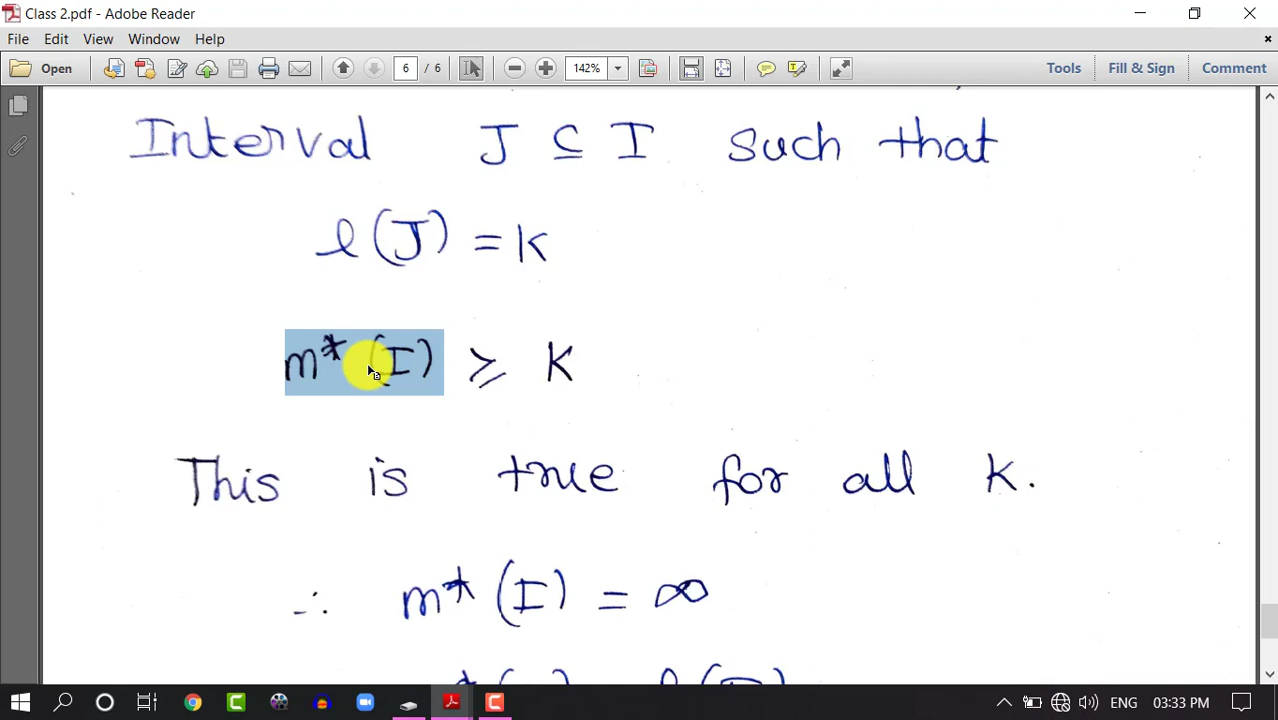 Class 2.pdf - Adobe Reader
File Edit View Window Help
Open 6 / 6 142% Tools Fill & Sign Comment
Interval J ⊆ I such that
l(J) = K
m*(I) ≥ K
This is true for all K.
∴ m*(I) = ∞
ENG 03:33 PM